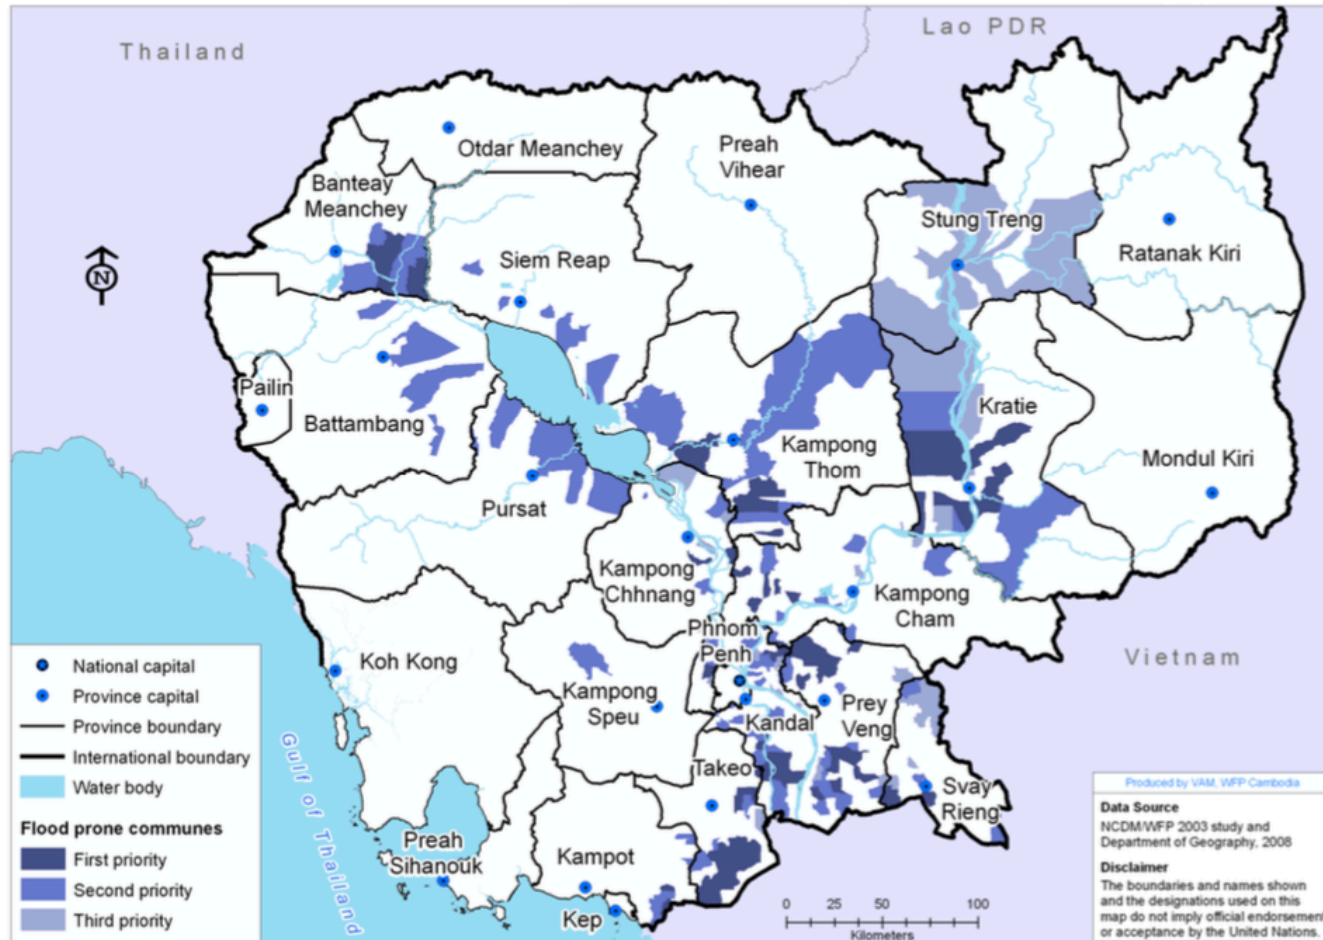 Thailand
Lao PDR
Otdar Meanchey
Preah
Vihear
Banteay
Meanchey
Stung Treng
Ratanak Kiri
Siem Reap
N
Pailin
Battambang
Kratie
Kampong
Thom
Mondul Kiri
Pursat
Kampong
Chhnang
Kampong
Cham
Phnom
Penh
Vietnam
Koh Kong
Kampong
Speu
Prey
Veng
Kandal
Takeo
Svay
Rieng
Gulf of Thailand
Preah
Sihanouk
Kampot
Kep
National capital
Province capital
Province boundary
International boundary
Water body
Flood prone communes
First priority
Second priority
Third priority
0 25 50 100
Kilometers
Produced by VAM, WFP Cambodia
Data Source
NCDM/WFP 2003 study and
Department of Geography, 2008
Disclaimer
The boundaries and names shown
and the designations used on this
map do not imply official endorsement
or acceptance by the United Nations.